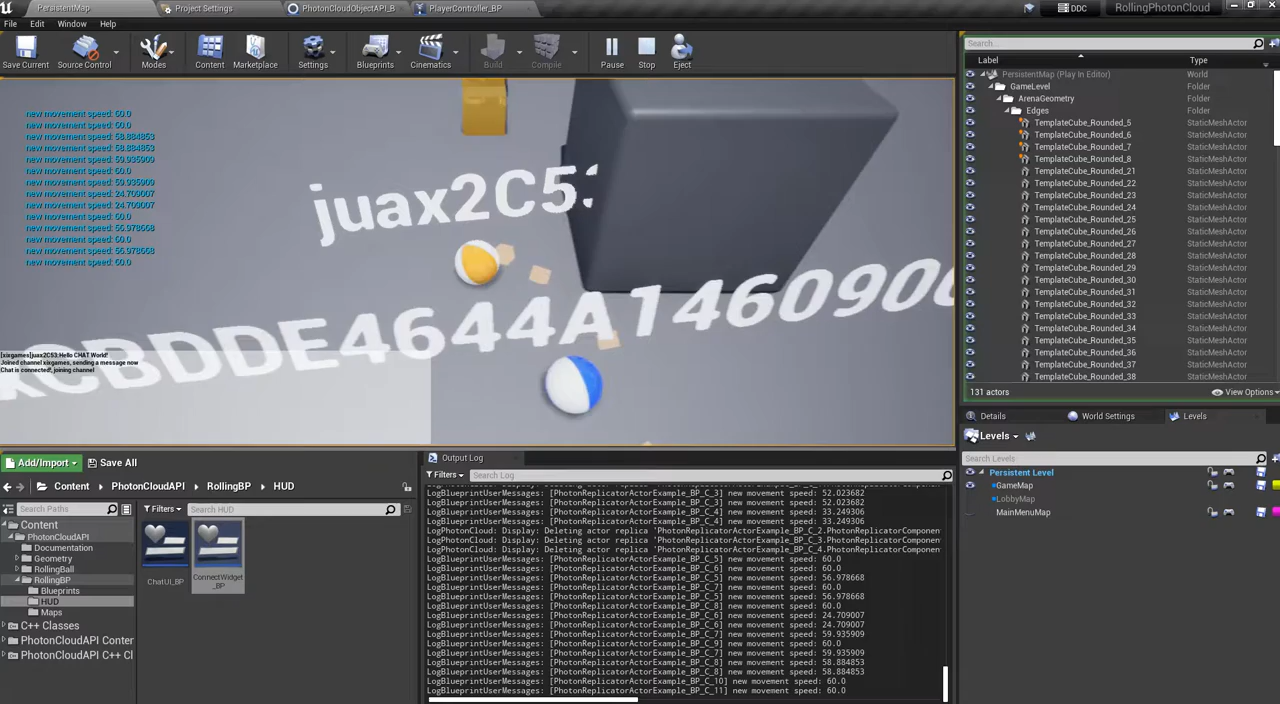 PersistentMap
Project Settings
PhotonCloudObjectAPI_B
PlayerController_BP
DDC
RollingPhotonCloud
File
Edit
Window
Help
Save Current
Source Control
Modes
Content
Marketplace
Settings
Blueprints
Cinematics
Build
Compile
Pause
Stop
Eject
new movement speed: 60.0
new movement speed: 60.0
new movement speed: 58.884853
new movement speed: 58.884853
new movement speed: 59.935909
new movement speed: 60.0
new movement speed: 59.935909
new movement speed: 24.709007
new movement speed: 24.709007
new movement speed: 60.0
new movement speed: 56.978668
new movement speed: 60.0
new movement speed: 56.978668
new movement speed: 60.0
juax2C53
CBDDE4644A1460900
[xixgames]juax2C53:Hello CHAT World!
Joined channel xixgames, sending a message now
Chat is connected!, joining channel
Search...
Label
Type
PersistentMap (Play In Editor)
World
GameLevel
Folder
ArenaGeometry
Folder
Edges
Folder
TemplateCube_Rounded_5
StaticMeshActor
TemplateCube_Rounded_6
StaticMeshActor
TemplateCube_Rounded_7
StaticMeshActor
TemplateCube_Rounded_8
StaticMeshActor
TemplateCube_Rounded_21
StaticMeshActor
TemplateCube_Rounded_22
StaticMeshActor
TemplateCube_Rounded_23
StaticMeshActor
TemplateCube_Rounded_24
StaticMeshActor
TemplateCube_Rounded_25
StaticMeshActor
TemplateCube_Rounded_26
StaticMeshActor
TemplateCube_Rounded_27
StaticMeshActor
TemplateCube_Rounded_28
StaticMeshActor
TemplateCube_Rounded_29
StaticMeshActor
TemplateCube_Rounded_30
StaticMeshActor
TemplateCube_Rounded_31
StaticMeshActor
TemplateCube_Rounded_32
StaticMeshActor
TemplateCube_Rounded_33
StaticMeshActor
TemplateCube_Rounded_34
StaticMeshActor
TemplateCube_Rounded_35
StaticMeshActor
TemplateCube_Rounded_36
StaticMeshActor
TemplateCube_Rounded_37
StaticMeshActor
TemplateCube_Rounded_38
StaticMeshActor
131 actors
View Options
Details
World Settings
Levels
Levels
Search Levels
Persistent Level
GameMap
LobbyMap
MainMenuMap
Add/Import
Save All
Content
PhotonCloudAPI
RollingBP
HUD
Search Folders
Filters
Search HUD
Content
PhotonCloudAPI
Documentation
Geometry
RollingBall
RollingBP
Blueprints
HUD
Maps
C++ Classes
PhotonCloudAPI Conten
PhotonCloudAPI C++ Cl
ChatUI_BP
ConnectWidget
_BP
Output Log
Filters
Search Log
LogBlueprintUserMessages: [PhotonReplicatorActorExample_BP_C_3] new movement speed: 52.023682
LogBlueprintUserMessages: [PhotonReplicatorActorExample_BP_C_3] new movement speed: 52.023682
LogBlueprintUserMessages: [PhotonReplicatorActorExample_BP_C_4] new movement speed: 33.249306
LogBlueprintUserMessages: [PhotonReplicatorActorExample_BP_C_4] new movement speed: 33.249306
LogPhotonCloud: Display: Deleting actor replica 'PhotonReplicatorActorExample_BP_C_2.PhotonReplicatorComponen
LogPhotonCloud: Display: Deleting actor replica 'PhotonReplicatorActorExample_BP_C_3.PhotonReplicatorComponen
LogPhotonCloud: Display: Deleting actor replica 'PhotonReplicatorActorExample_BP_C_4.PhotonReplicatorComponen
LogBlueprintUserMessages: [PhotonReplicatorActorExample_BP_C_5] new movement speed: 60.0
LogBlueprintUserMessages: [PhotonReplicatorActorExample_BP_C_6] new movement speed: 60.0
LogBlueprintUserMessages: [PhotonReplicatorActorExample_BP_C_5] new movement speed: 56.978668
LogBlueprintUserMessages: [PhotonReplicatorActorExample_BP_C_7] new movement speed: 60.0
LogBlueprintUserMessages: [PhotonReplicatorActorExample_BP_C_5] new movement speed: 56.978668
LogBlueprintUserMessages: [PhotonReplicatorActorExample_BP_C_8] new movement speed: 60.0
LogBlueprintUserMessages: [PhotonReplicatorActorExample_BP_C_6] new movement speed: 24.709007
LogBlueprintUserMessages: [PhotonReplicatorActorExample_BP_C_6] new movement speed: 24.709007
LogBlueprintUserMessages: [PhotonReplicatorActorExample_BP_C_7] new movement speed: 59.935909
LogBlueprintUserMessages: [PhotonReplicatorActorExample_BP_C_9] new movement speed: 60.0
LogBlueprintUserMessages: [PhotonReplicatorActorExample_BP_C_7] new movement speed: 59.935909
LogBlueprintUserMessages: [PhotonReplicatorActorExample_BP_C_8] new movement speed: 58.884853
LogBlueprintUserMessages: [PhotonReplicatorActorExample_BP_C_8] new movement speed: 58.884853
LogBlueprintUserMessages: [PhotonReplicatorActorExample_BP_C_10] new movement speed: 60.0
LogBlueprintUserMessages: [PhotonReplicatorActorExample_BP_C_11] new movement speed: 60.0